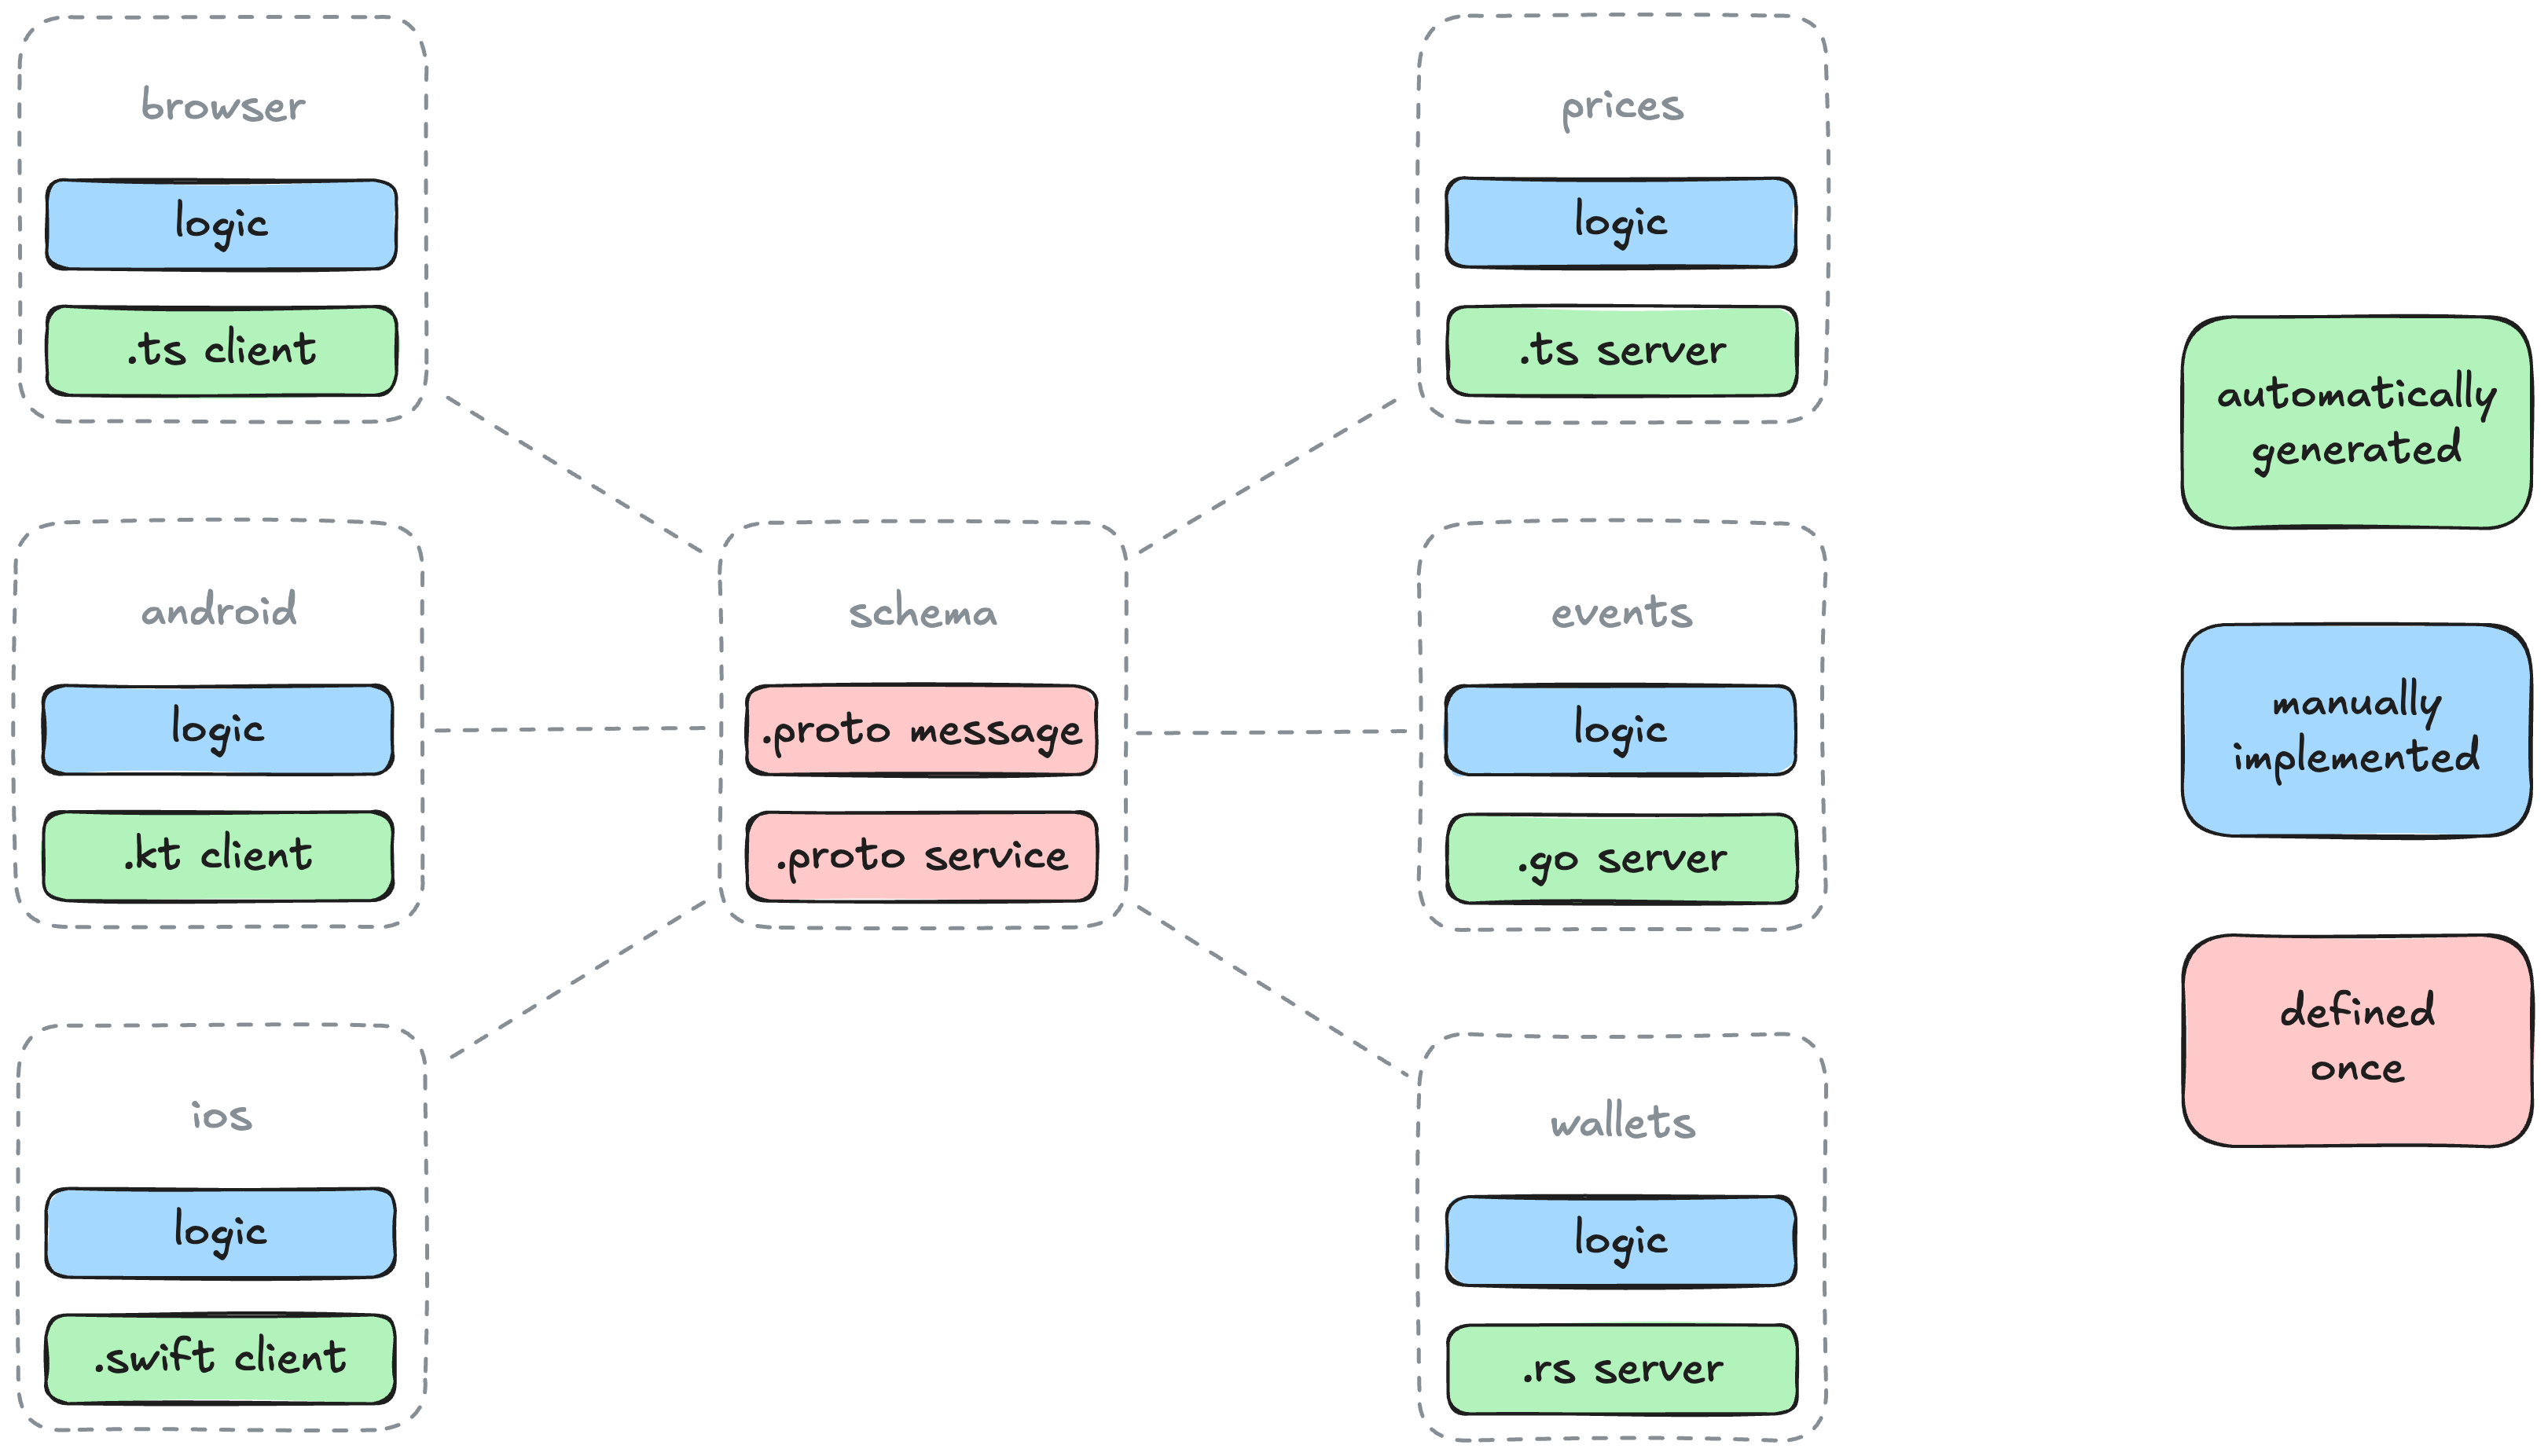 browser
logic
.ts client
android
logic
.kt client
ios
logic
.swift client
schema
.proto message
.proto service
prices
logic
.ts server
events
logic
.go server
wallets
logic
.rs server
automatically
generated
manually
implemented
defined
once